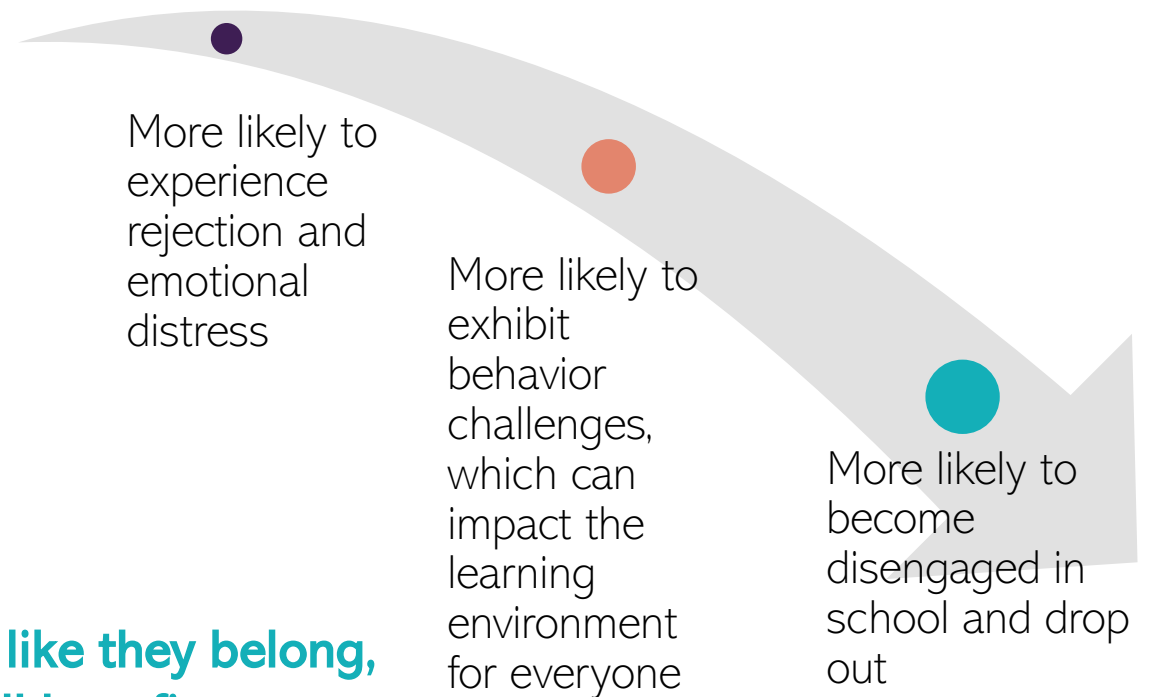 More likely to
experience
rejection and
emotional
distress
More likely to
exhibit
behavior
challenges,
which can
impact the
learning
environment
for everyone
More likely to
become
disengaged in
school and drop
out
like they belong,